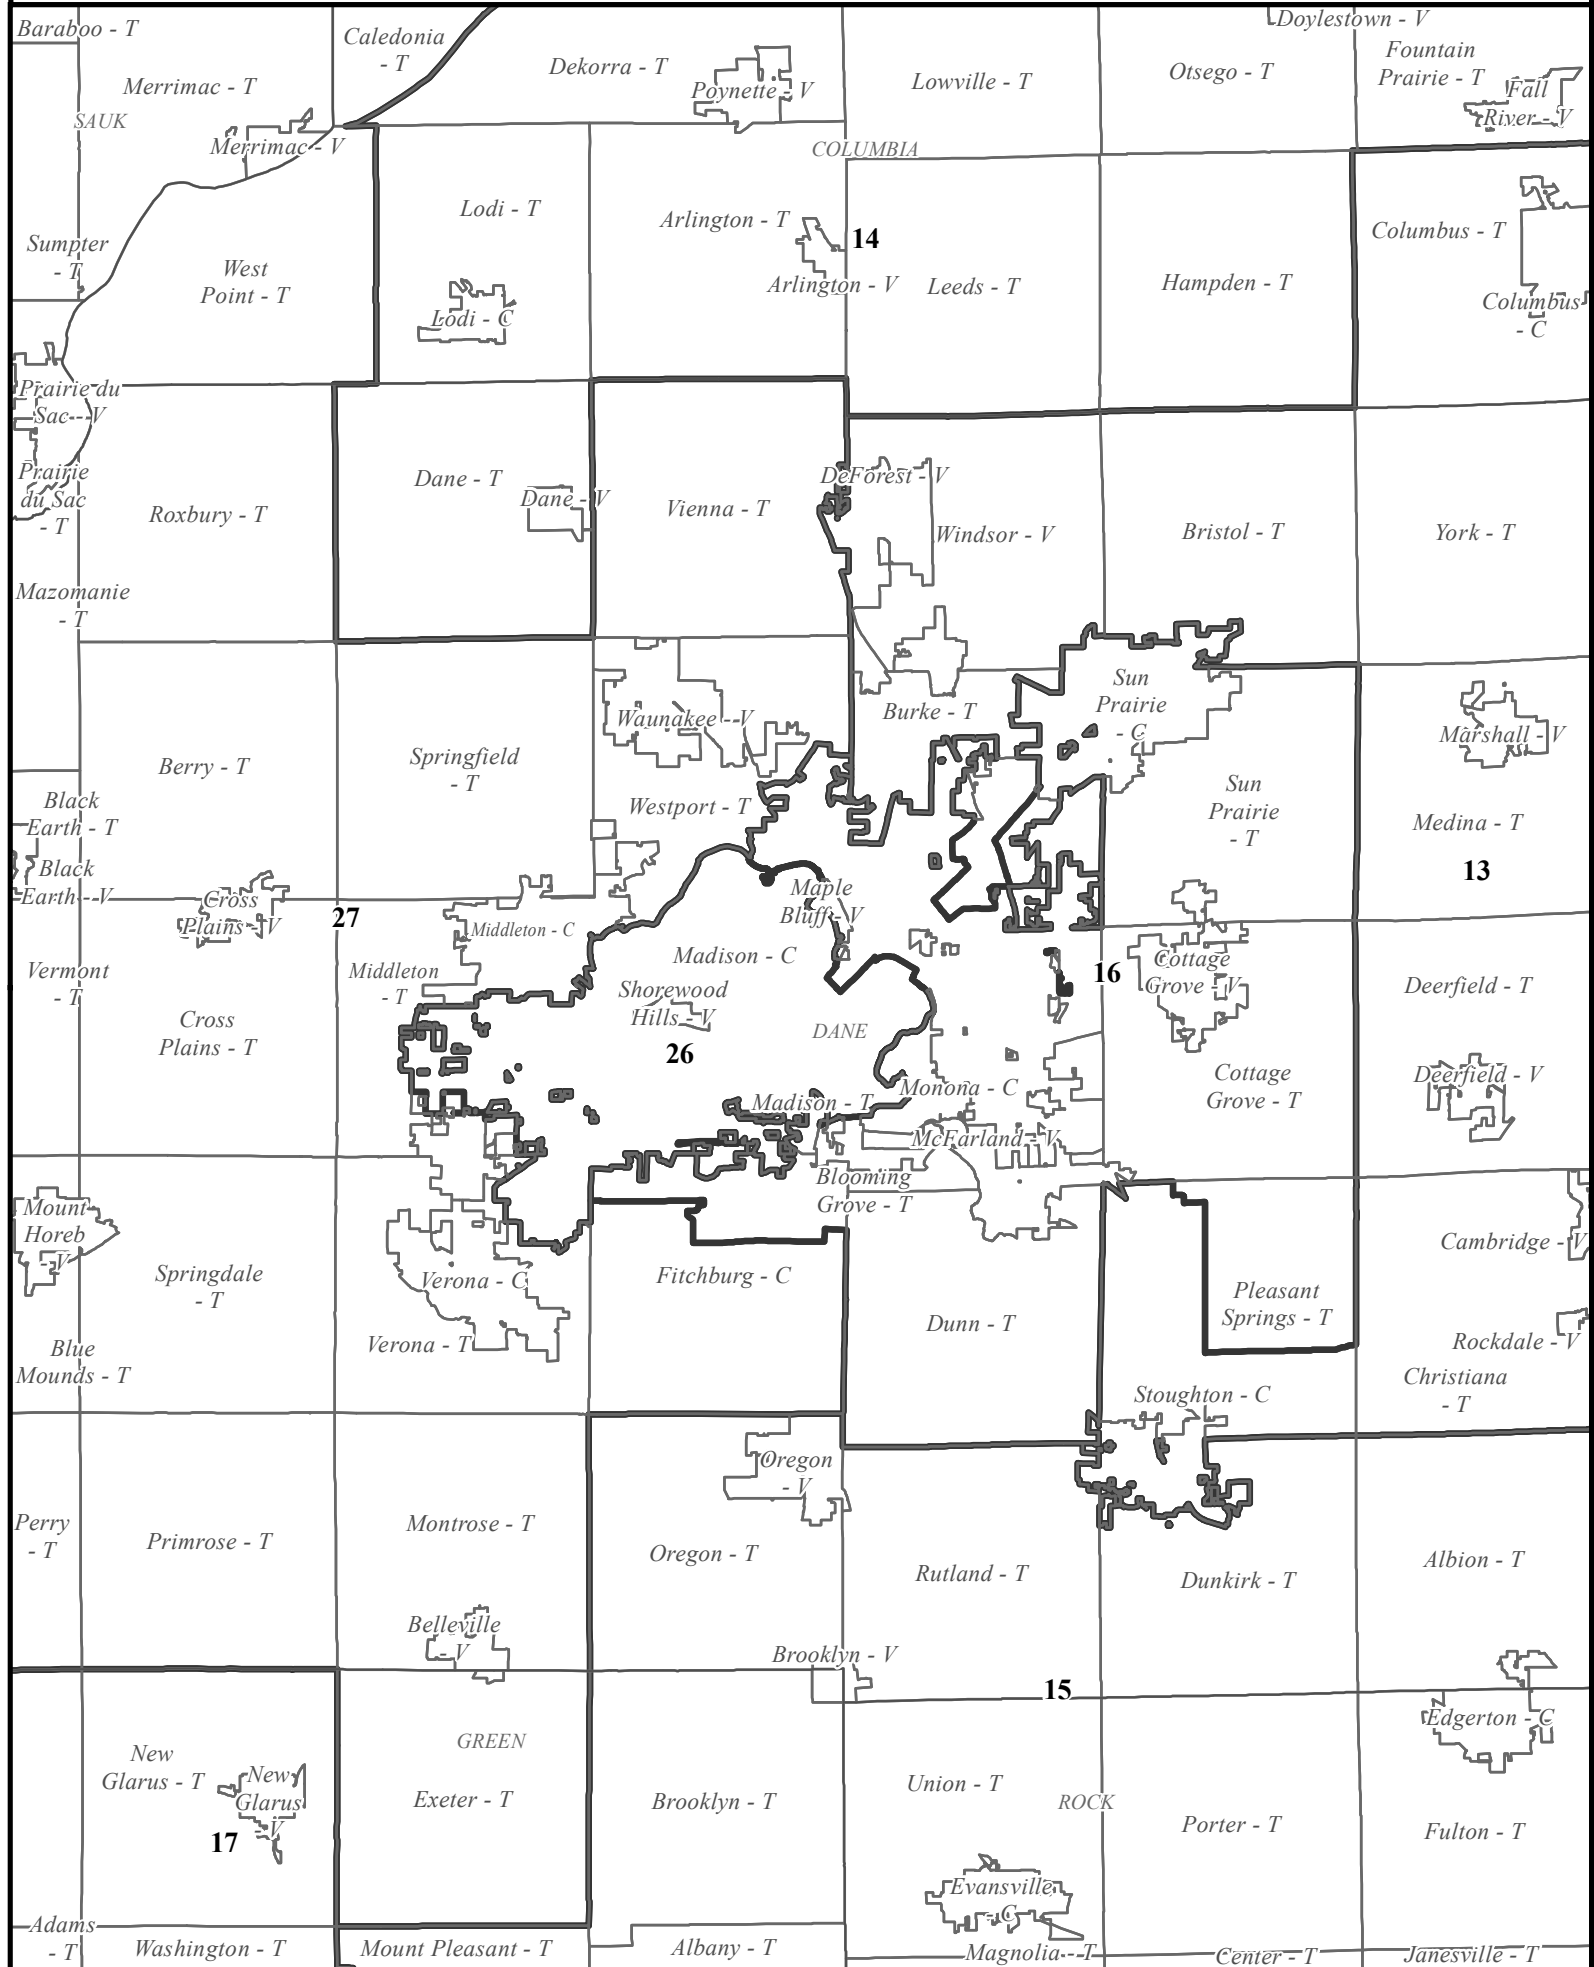 Baraboo - T
Caledonia
- T
Doylestown - V
Merrimac - T
Dekorra - T
Poynette - V
Lowville - T
Otsego - T
Fountain
Prairie - T
Fall
River - V
SAUK
Merrimac - V
COLUMBIA
Sumpter
- T
West
Point - T
Lodi - T
Lodi - C
Arlington - T
14
Arlington - V
Leeds - T
Hampden - T
Columbus - T
Columbus
- C
Prairie du
Sac - V
Prairie
du Sac
- T
Roxbury - T
Dane - T
Dane - V
Vienna - T
DeForest - V
Windsor - V
Bristol - T
York - T
Mazomanie
- T
Berry - T
Springfield
- T
Waunakee - V
Westport - T
Burke - T
Sun
Prairie
- C
Sun
Prairie
- T
Marshall - V
Medina - T
13
Black
Earth - T
Black
Earth - V
Cross
Plains - V
27
Middleton - C
Maple
Bluff - V
Vermont
- T
Cross
Plains - T
Middleton
- T
Madison - C
Shorewood
Hills - V
26
DANE
16
Cottage
Grove - V
Deerfield - T
Cottage
Grove - T
Deerfield - V
Madison - T
Monona - C
McFarland - V
Blooming
Grove - T
Mount
Horeb
- V
Springdale
- T
Verona - C
Verona - T
Fitchburg - C
Dunn - T
Pleasant
Springs - T
Cambridge - V
Rockdale - V
Blue
Mounds - T
Christiana
- T
Stoughton - C
Oregon
- V
Perry
- T
Primrose - T
Montrose - T
Oregon - T
Rutland - T
Dunkirk - T
Albion - T
Belleville
- V
Brooklyn - V
15
Edgerton - C
GREEN
New
Glarus - T
New
Glarus
- V
17
Exeter - T
Brooklyn - T
Union - T
ROCK
Porter - T
Fulton - T
Evansville
- C
Adams
- T
Washington - T
Mount Pleasant - T
Albany - T
Magnolia - T
Center - T
Janesville - T